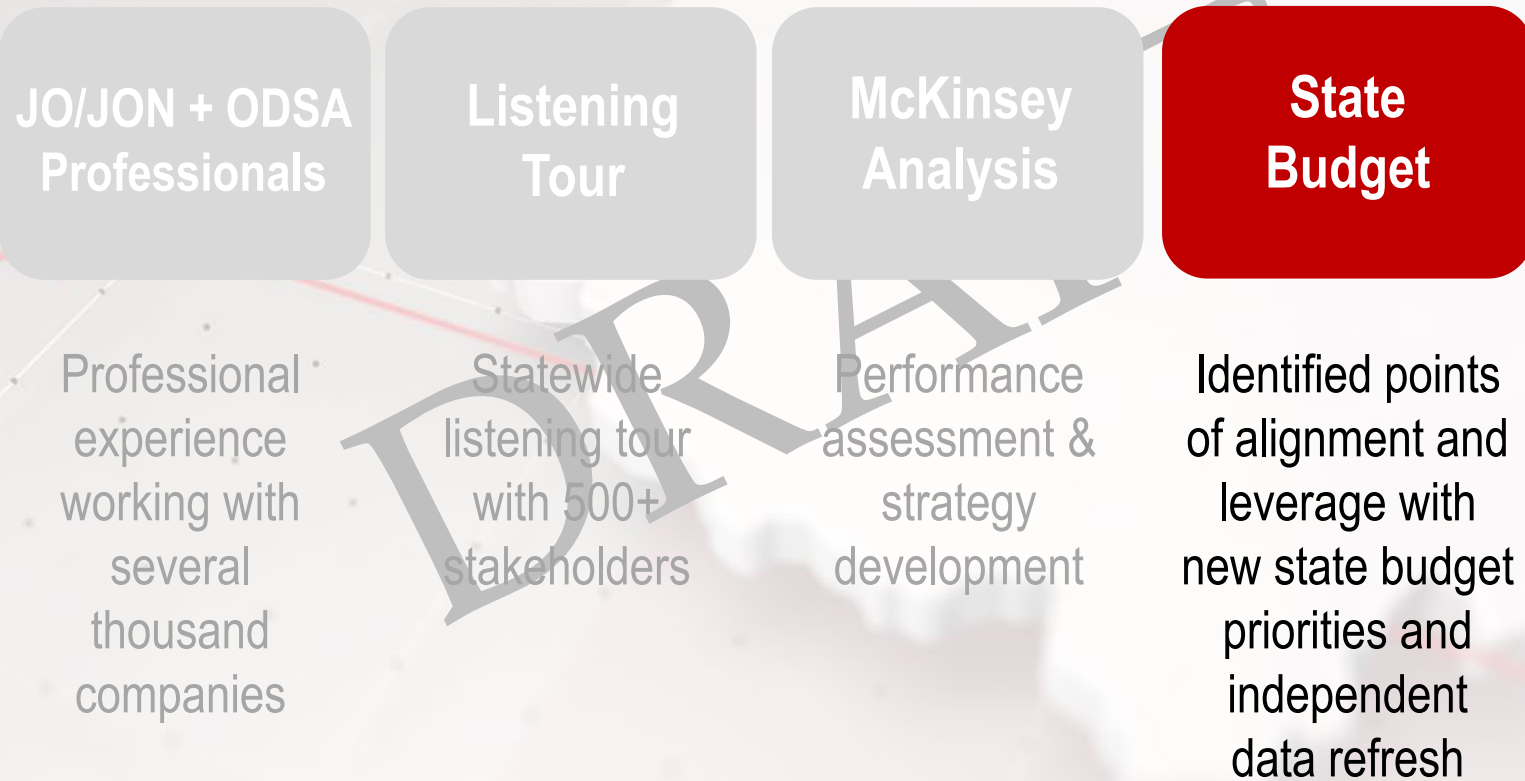 JO/JON + ODSA
Professionals
Professional
experience
working with
several
thousand
companies
Listening
Tour
Statewide
listening tour
with 500+
stakeholders
McKinsey
Analysis
Performance
assessment &
strategy
development
State
Budget
Identified points
of alignment and
leverage with
new state budget
priorities and
independent
data refresh
DRAFT